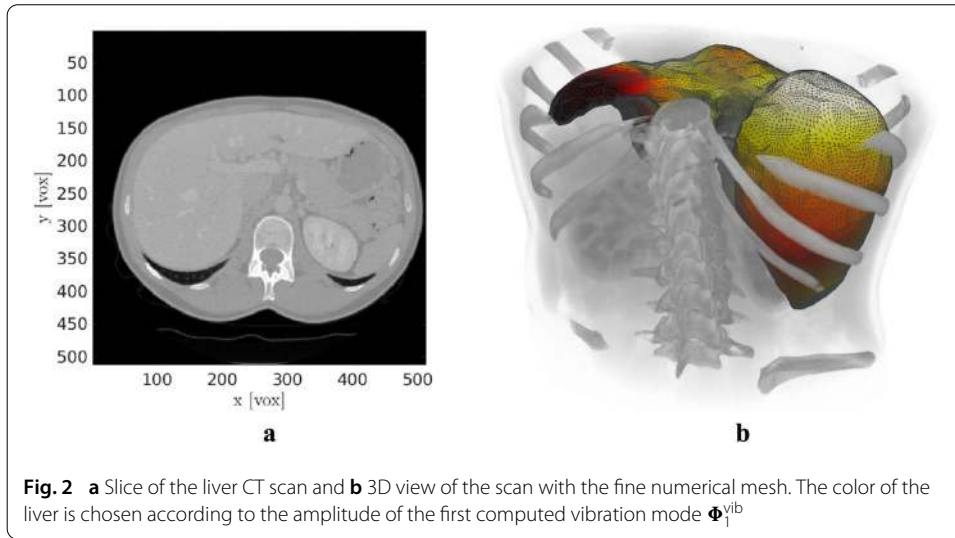 50
100
150
200
250
300
350
400
450
500
y [vox]
100 200 300 400 500
x [vox]
a
b
Fig. 2 a Slice of the liver CT scan and b 3D view of the scan with the fine numerical mesh. The color of the
liver is chosen according to the amplitude of the first computed vibration mode Φ₁ᵛⁱᵇ